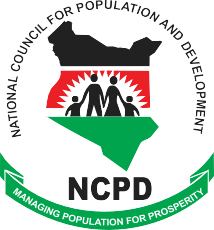 NATIONAL COUNCIL FOR POPULATION AND DEVELOPMENT
NCPD
MANAGING POPULATION FOR PROSPERITY